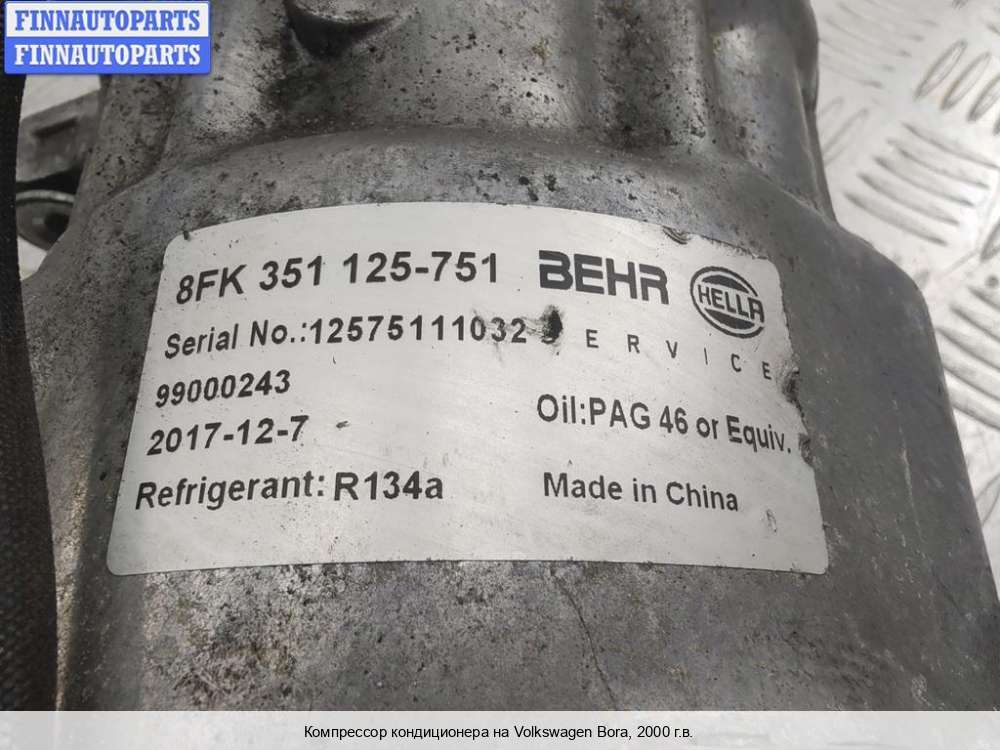 FINNAUTOPARTS
FINNAUTOPARTS
8FK 351 125-751 BEHR HELLA
Serial No.:12575111032 SERVICE
99000243
2017-12-7
Oil:PAG 46 or Equiv.
Refrigerant: R134a
Made in China
Компрессор кондиционера на Volkswagen Bora, 2000 г.в.